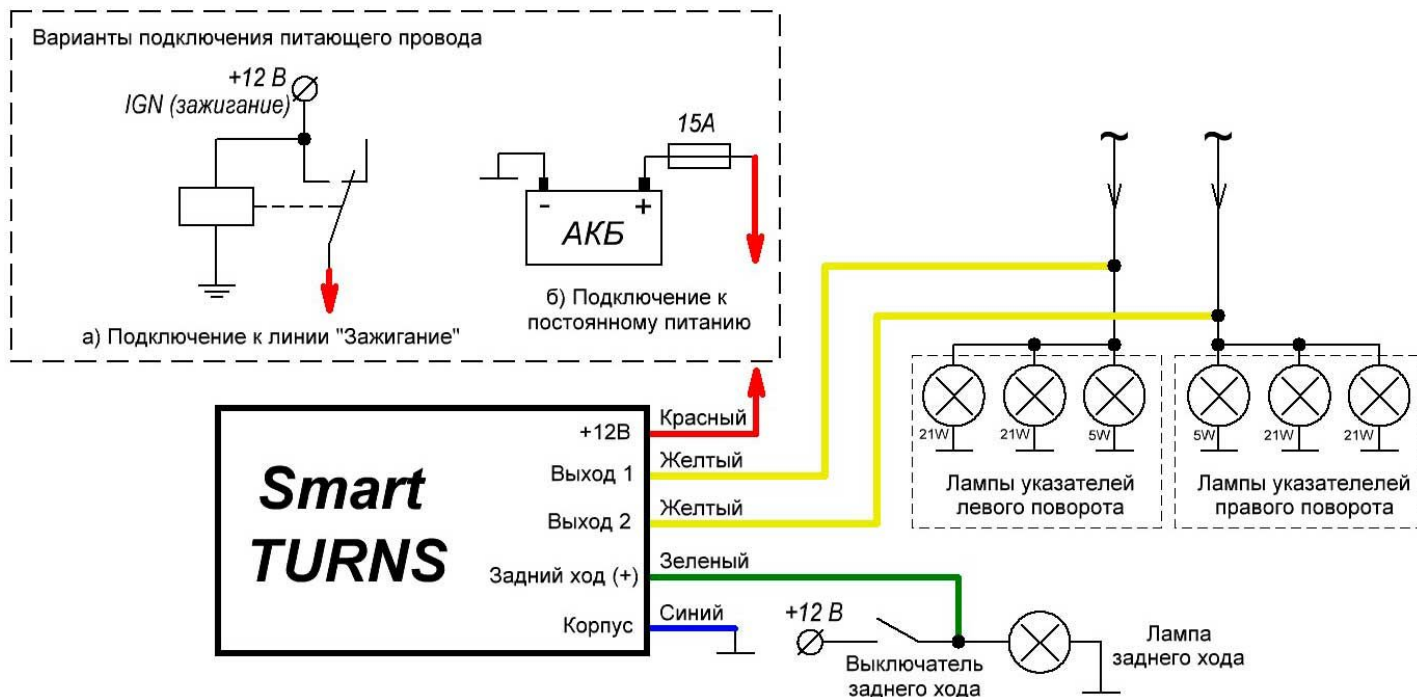 Варианты подключения питающего провода
+12 В
IGN (зажигание)
15А
- +
АКБ
а) Подключение к линии "Зажигание"
б) Подключение к
постоянному питанию
~ ~
21W 21W 5W
5W 21W 21W
Лампы указателей
левого поворота
Лампы указателелей
правого поворота
Smart
TURNS
+12В
Красный
Выход 1
Желтый
Выход 2
Желтый
Задний ход (+)
Зеленый
Корпус
Синий
+12 В
Выключатель
заднего хода
Лампа
заднего хода